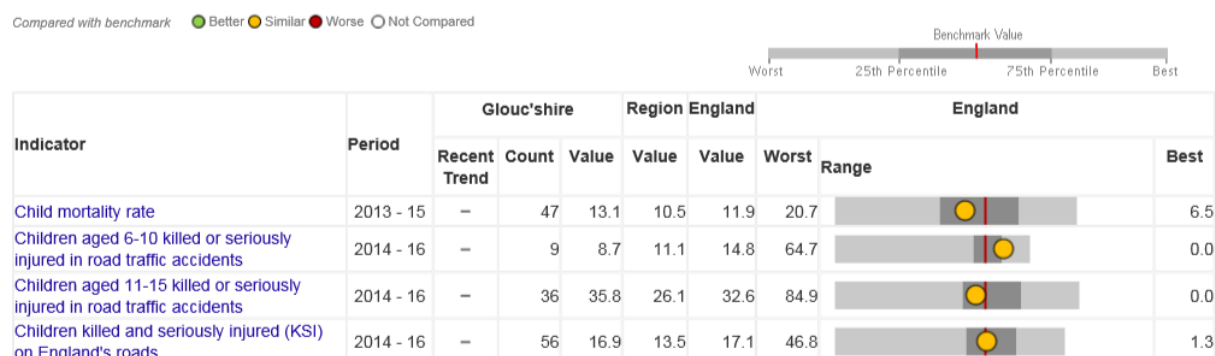 Compared with benchmark Better Similar Worse Not Compared
Benchmark Value
Worst 25th Percentile 75th Percentile Best
Glouc'shire Region England England
Indicator Period Recent Trend Count Value Value Value Worst Range Best
Child mortality rate 2013 - 15 – 47 13.1 10.5 11.9 20.7 6.5
Children aged 6-10 killed or seriously
injured in road traffic accidents 2014 - 16 – 9 8.7 11.1 14.8 64.7 0.0
Children aged 11-15 killed or seriously
injured in road traffic accidents 2014 - 16 – 36 35.8 26.1 32.6 84.9 0.0
Children killed and seriously injured (KSI)
on England's roads 2014 - 16 – 56 16.9 13.5 17.1 46.8 1.3